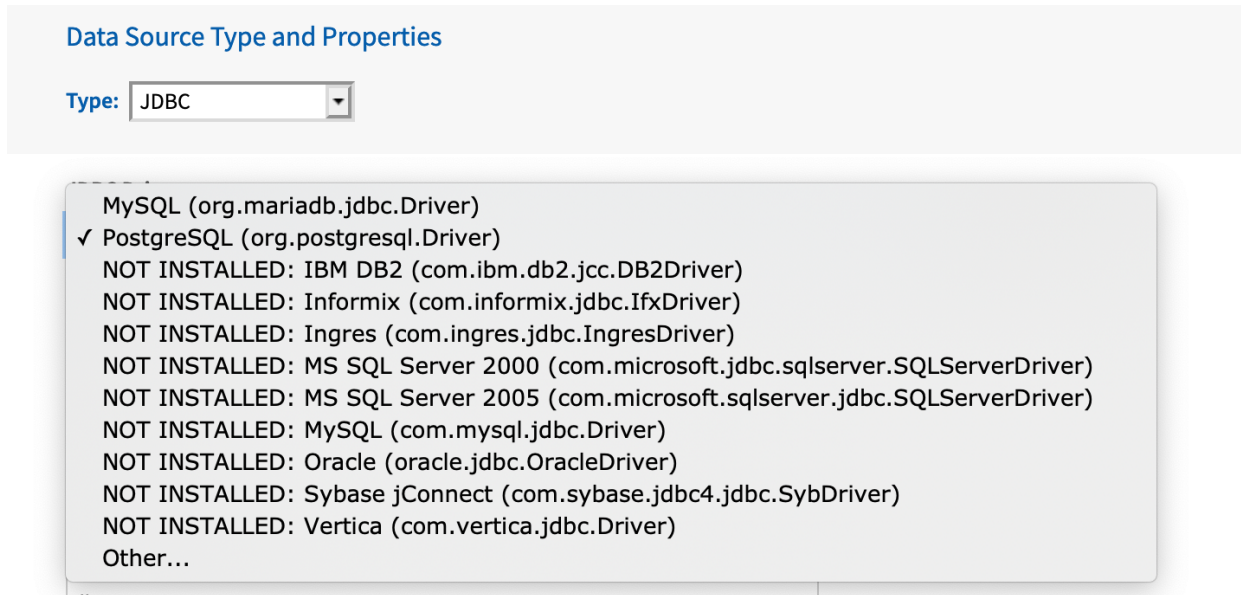 Data Source Type and Properties
Type: JDBC
MySQL (org.mariadb.jdbc.Driver)
✓ PostgreSQL (org.postgresql.Driver)
NOT INSTALLED: IBM DB2 (com.ibm.db2.jcc.DB2Driver)
NOT INSTALLED: Informix (com.informix.jdbc.IfxDriver)
NOT INSTALLED: Ingres (com.ingres.jdbc.IngresDriver)
NOT INSTALLED: MS SQL Server 2000 (com.microsoft.jdbc.sqlserver.SQLServerDriver)
NOT INSTALLED: MS SQL Server 2005 (com.microsoft.sqlserver.jdbc.SQLServerDriver)
NOT INSTALLED: MySQL (com.mysql.jdbc.Driver)
NOT INSTALLED: Oracle (oracle.jdbc.OracleDriver)
NOT INSTALLED: Sybase jConnect (com.sybase.jdbc4.jdbc.SybDriver)
NOT INSTALLED: Vertica (com.vertica.jdbc.Driver)
Other...